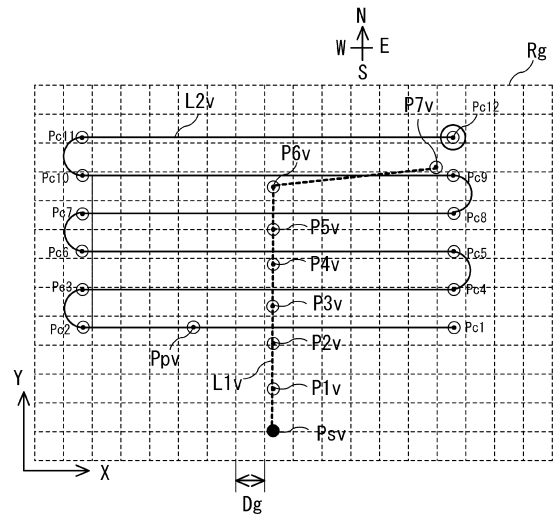 N
W E
S
Rg
L2v
P7v
Pc12
Pc11
P6v
Pc10
Pc9
Pc7
Pc8
P5v
Pc6
Pc5
P4v
Pc3
Pc4
P3v
Pc2
Pc1
Ppv
P2v
L1v
P1v
Y
Psv
X
Dg